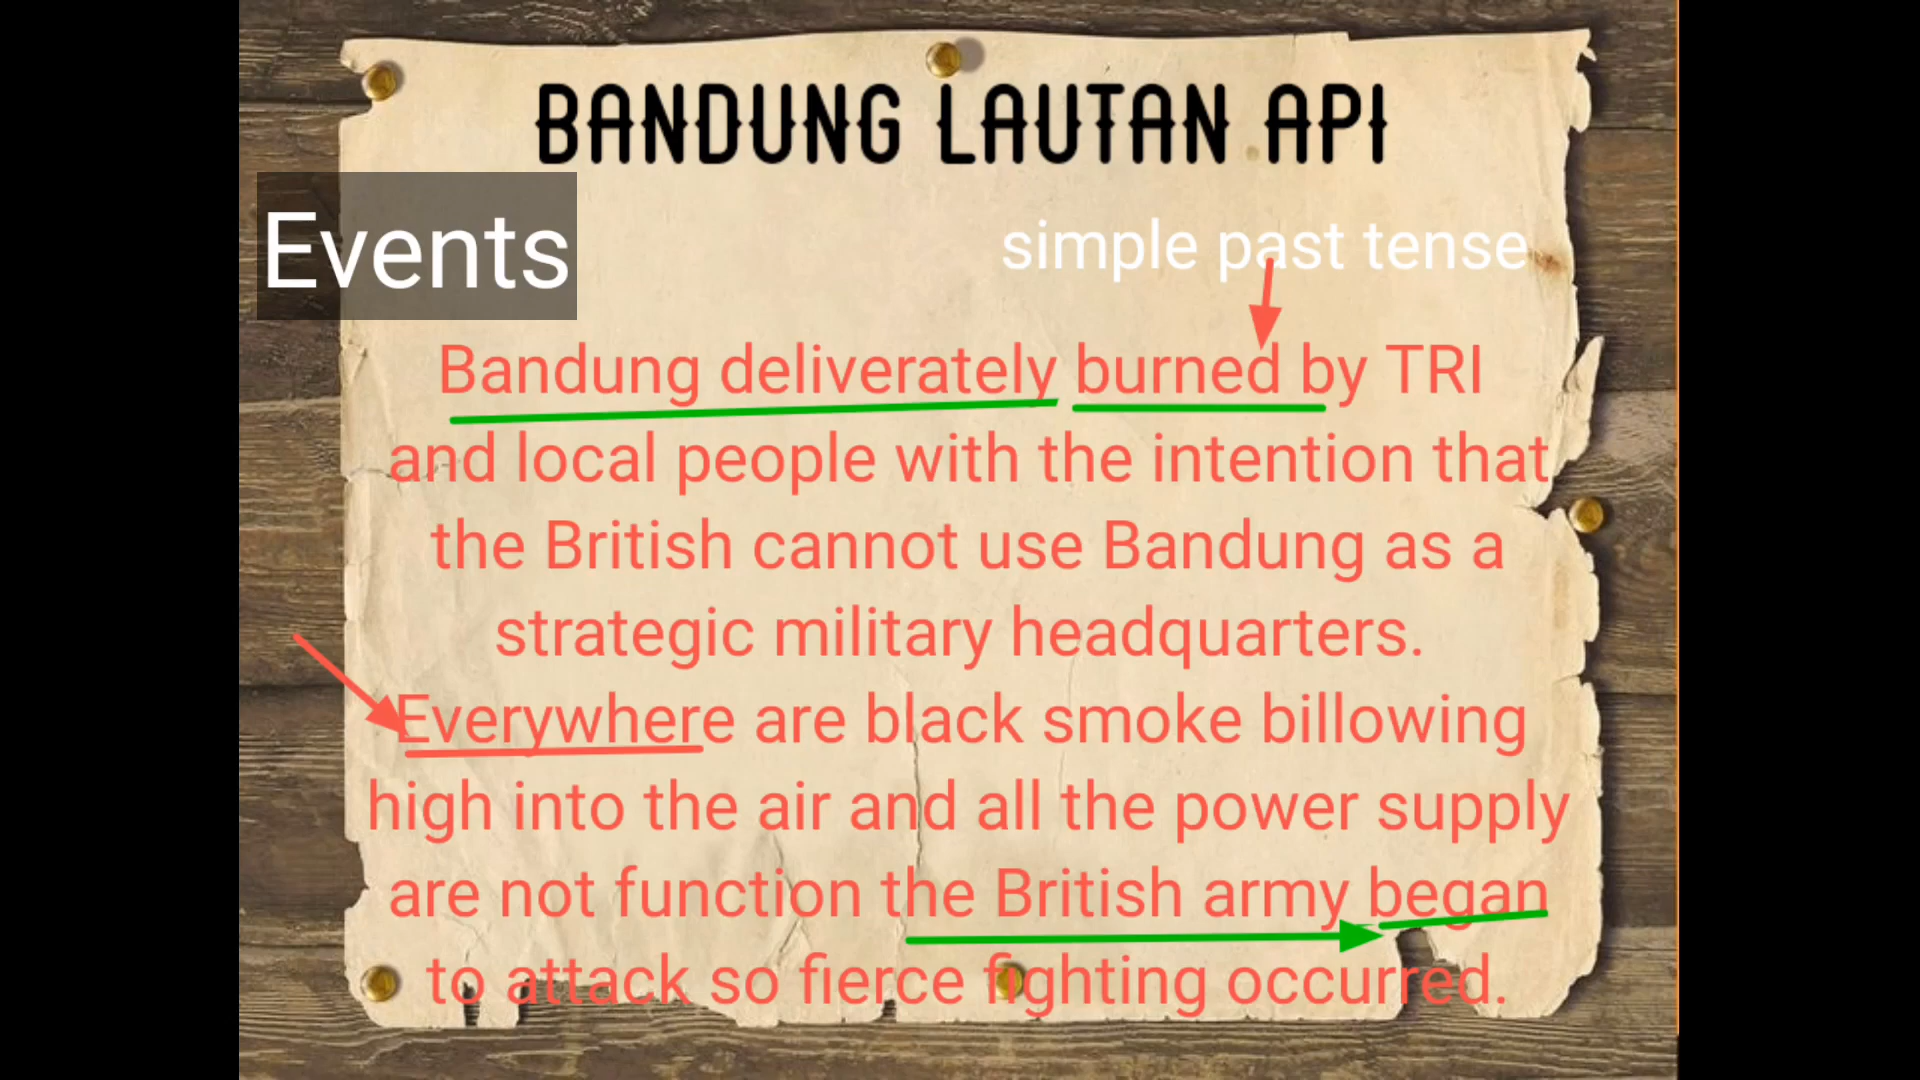 BANDUNG LAUTAN API
Events
simple past tense
Bandung deliverately burned by TRI
and local people with the intention that
the British cannot use Bandung as a
strategic military headquarters.
Everywhere are black smoke billowing
high into the air and all the power supply
are not function the British army began
to attack so fierce fighting occurred.